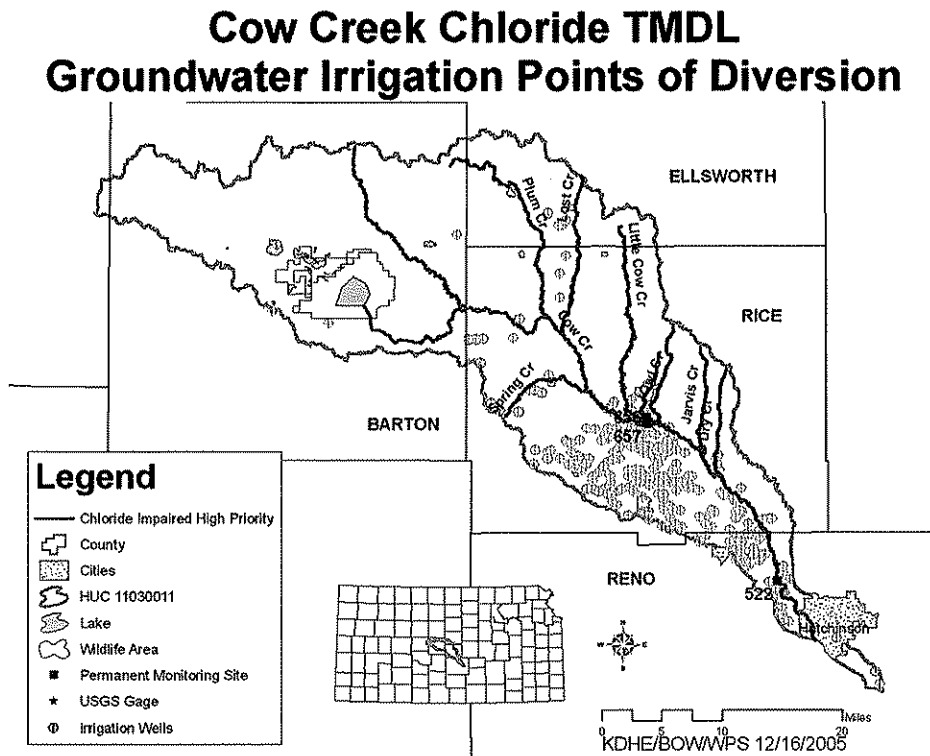 Cow Creek Chloride TMDL
Groundwater Irrigation Points of Diversion
ELLSWORTH
Plum Cr
Lost Cr
Little Cow Cr
RICE
Cow Cr
Owl Cr
Jarvis Cr
Dry Cr
Spring Cr
BARTON
657
Legend
Chloride Impaired High Priority
County
Cities
HUC 11030011
Lake
Wildlife Area
Permanent Monitoring Site
USGS Gage
Irrigation Wells
RENO
522
Hutchinson
N
W
E
S
0 5 10 20 Miles
KDHE/BOW/WPS 12/16/2005